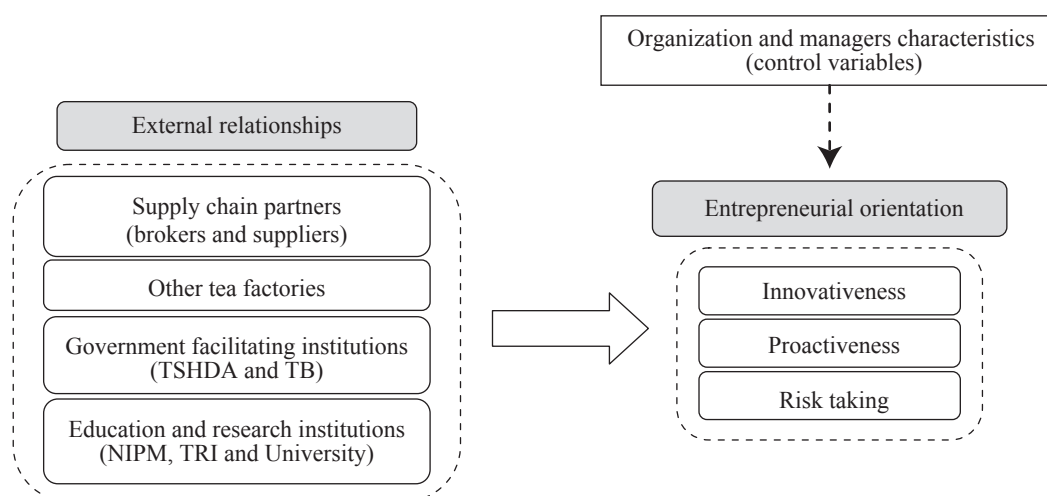 Organization and managers characteristics
(control variables)
External relationships
Supply chain partners
(brokers and suppliers)
Other tea factories
Government facilitating institutions
(TSHDA and TB)
Education and research institutions
(NIPM, TRI and University)
Entrepreneurial orientation
Innovativeness
Proactiveness
Risk taking